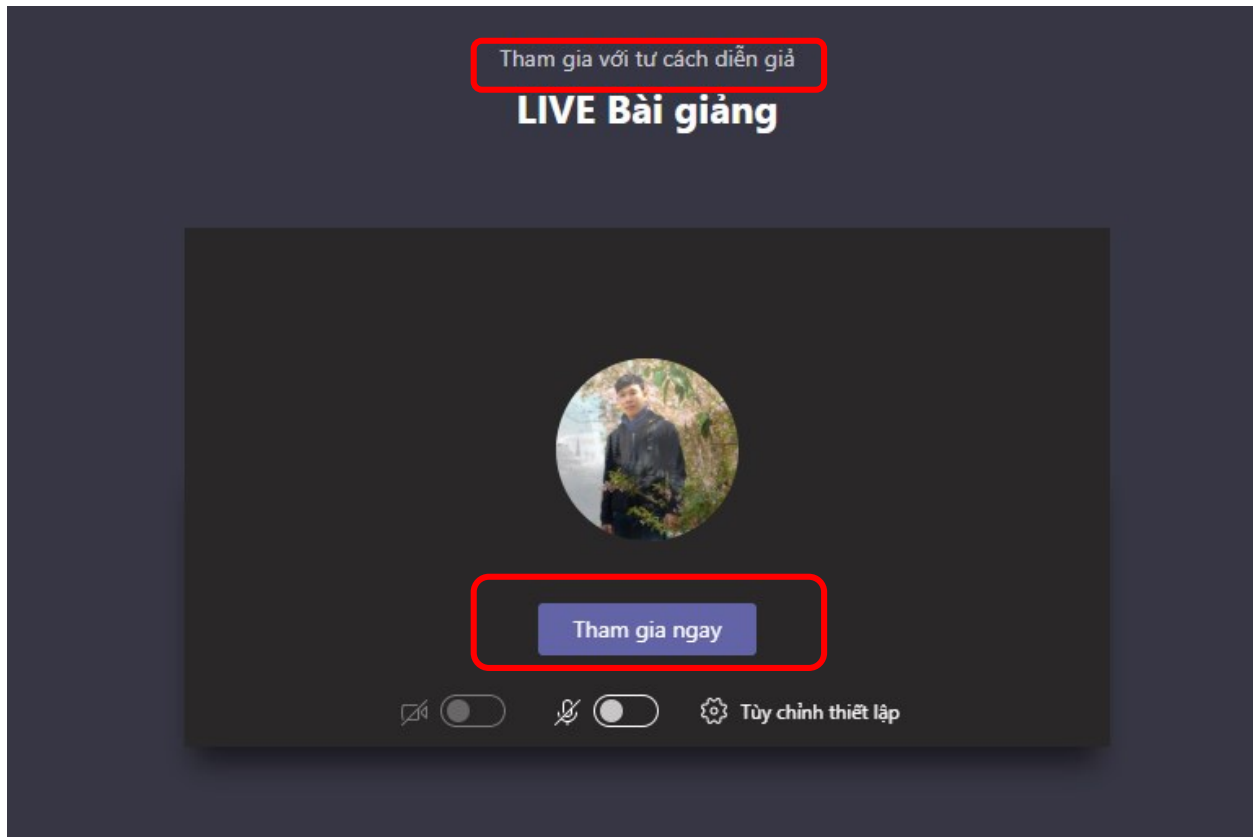 Tham gia với tư cách diễn giả
LIVE Bài giảng
Tham gia ngay
Tùy chỉnh thiết lập